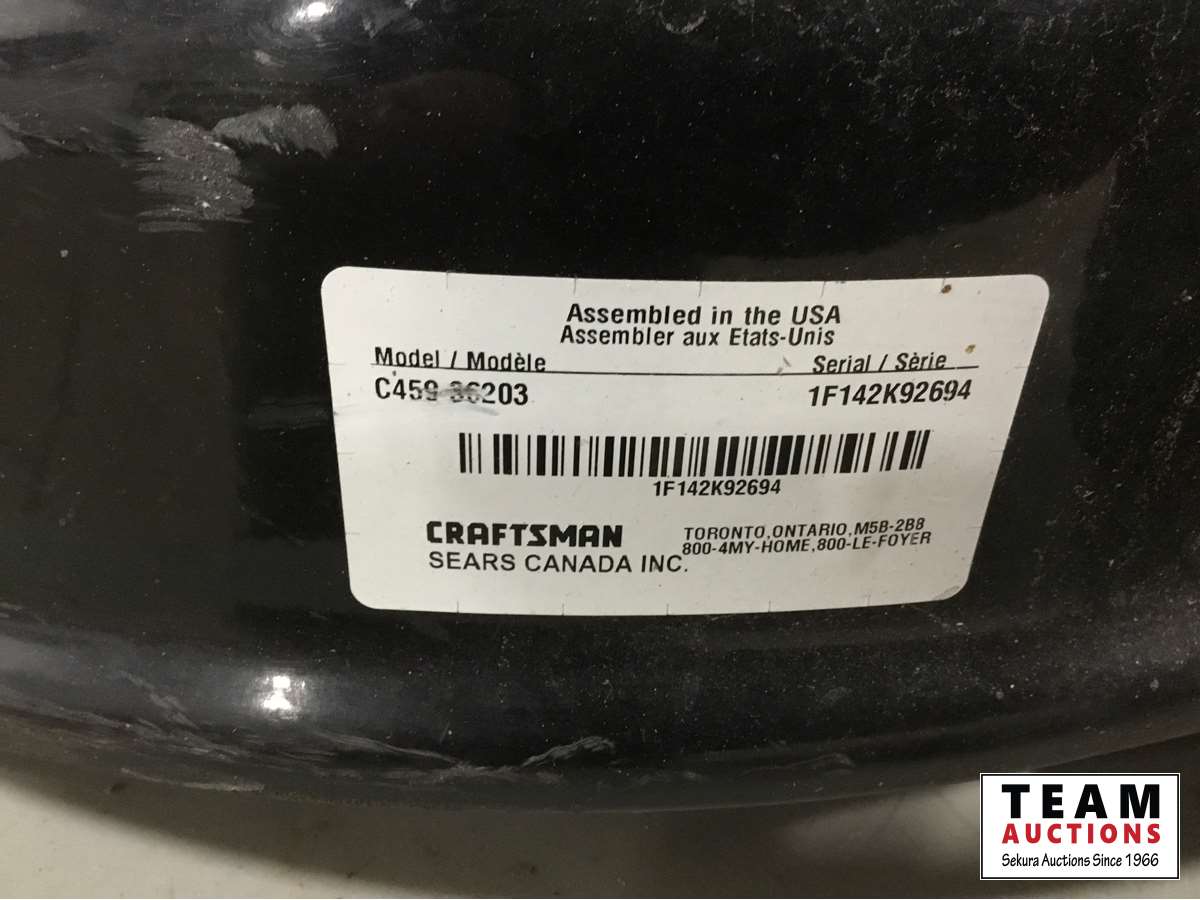 Assembled in the USA
Assembler aux Etats-Unis
Model / Modèle Serial / Sèrie
C459 36203 1F142K92694
1F142K92694
CRAFTSMAN TORONTO,ONTARIO,M5B-2B8
SEARS CANADA INC. 800-4MY-HOME,800-LE-FOYER
TEAM
AUCTIONS
Sekura Auctions Since 1966